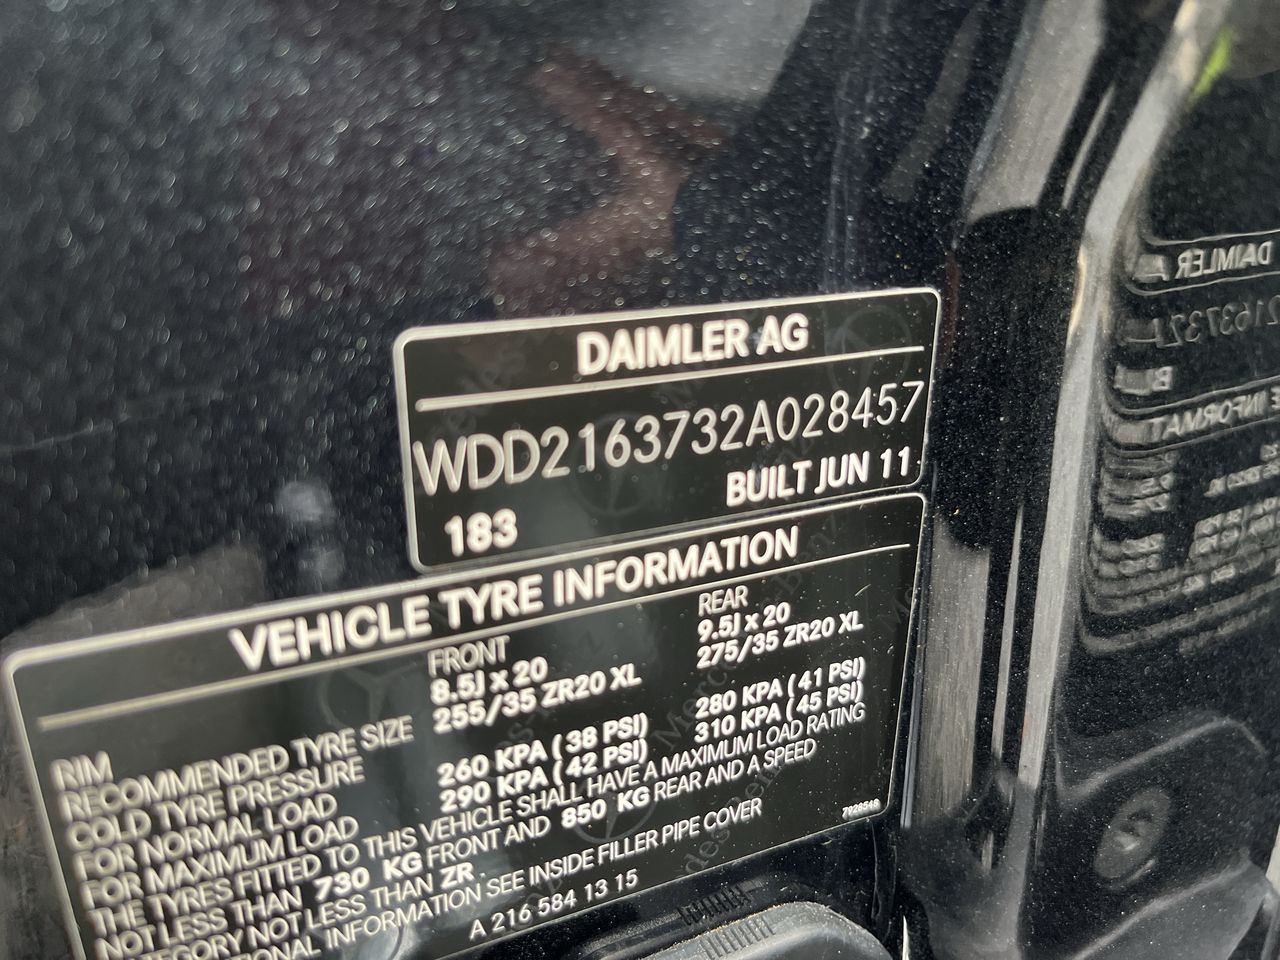 DAIMLER AG
WDD2163732A028457
BUILT JUN 11
183
VEHICLE TYRE INFORMATION
FRONT REAR
RIM 8.5J x 20 9.5J x 20
RECOMMENDED TYRE SIZE 255/35 ZR20 XL 275/35 ZR20 XL
COLD TYRE PRESSURE
FOR NORMAL LOAD 260 KPA ( 38 PSI) 280 KPA ( 41 PSI)
FOR MAXIMUM LOAD 290 KPA ( 42 PSI) 310 KPA ( 45 PSI)
THE TYRES FITTED TO THIS VEHICLE SHALL HAVE A MAXIMUM LOAD RATING
NOT LESS THAN 730 KG FRONT AND 850 KG REAR AND A SPEED
CATEGORY NOT LESS THAN ZR .
INFORMATION SEE INSIDE FILLER PIPE COVER
A 216 584 13 15
7028548